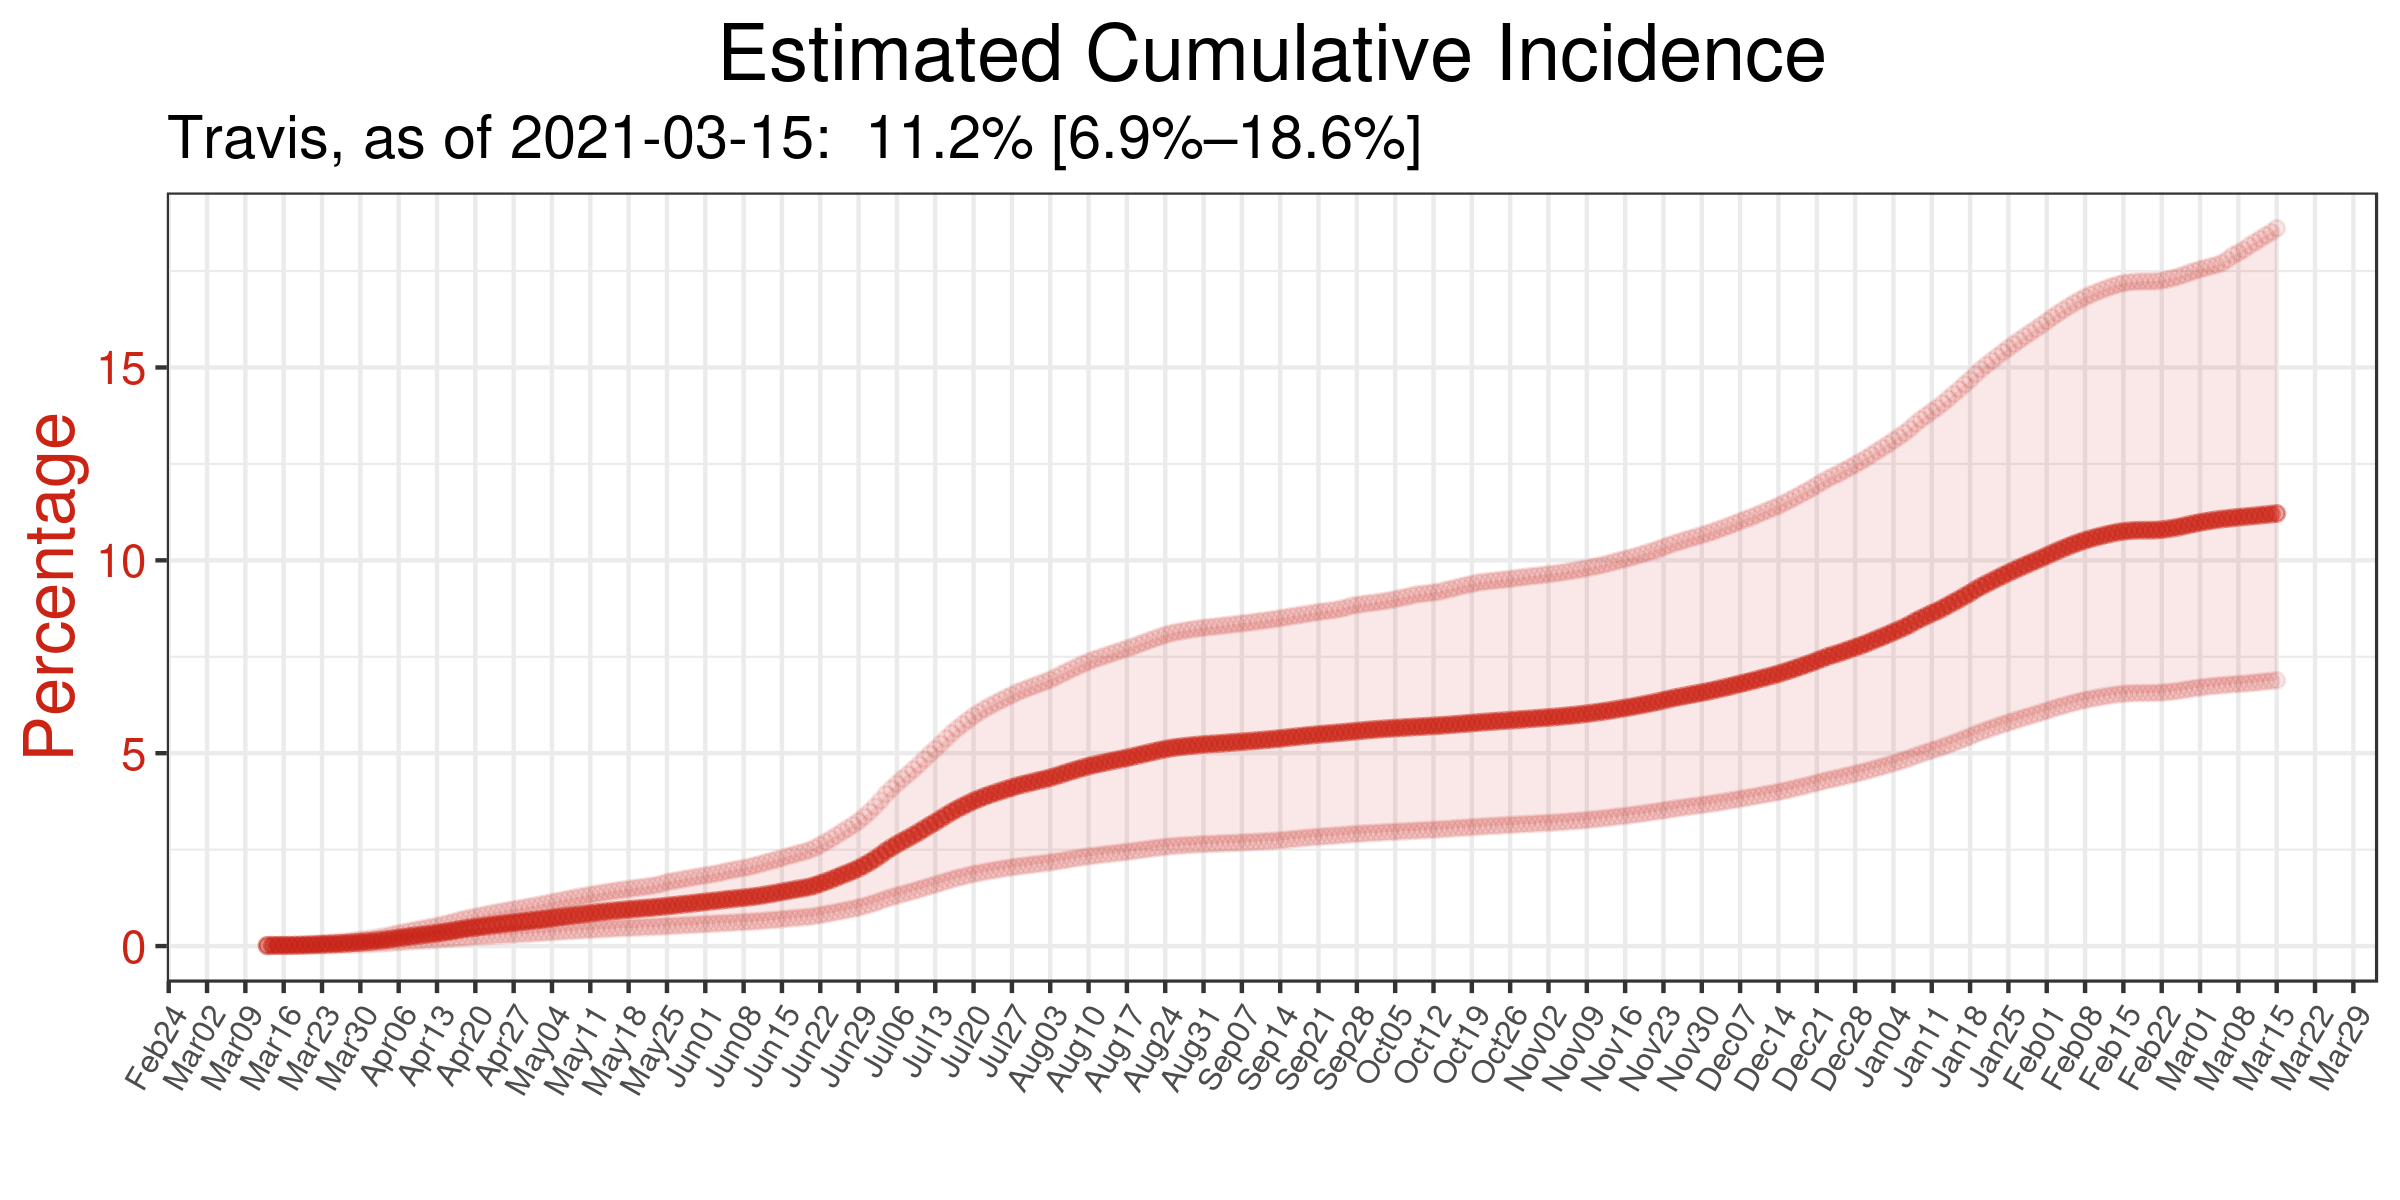 Estimated Cumulative Incidence
Travis, as of 2021-03-15:  11.2% [6.9%–18.6%]
Percentage
15
10
5
0
Feb24
Mar02
Mar09
Mar16
Mar23
Mar30
Apr06
Apr13
Apr20
Apr27
May04
May11
May18
May25
Jun01
Jun08
Jun15
Jun22
Jun29
Jul06
Jul13
Jul20
Jul27
Aug03
Aug10
Aug17
Aug24
Aug31
Sep07
Sep14
Sep21
Sep28
Oct05
Oct12
Oct19
Oct26
Nov02
Nov09
Nov16
Nov23
Nov30
Dec07
Dec14
Dec21
Dec28
Jan04
Jan11
Jan18
Jan25
Feb01
Feb08
Feb15
Feb22
Mar01
Mar08
Mar15
Mar22
Mar29